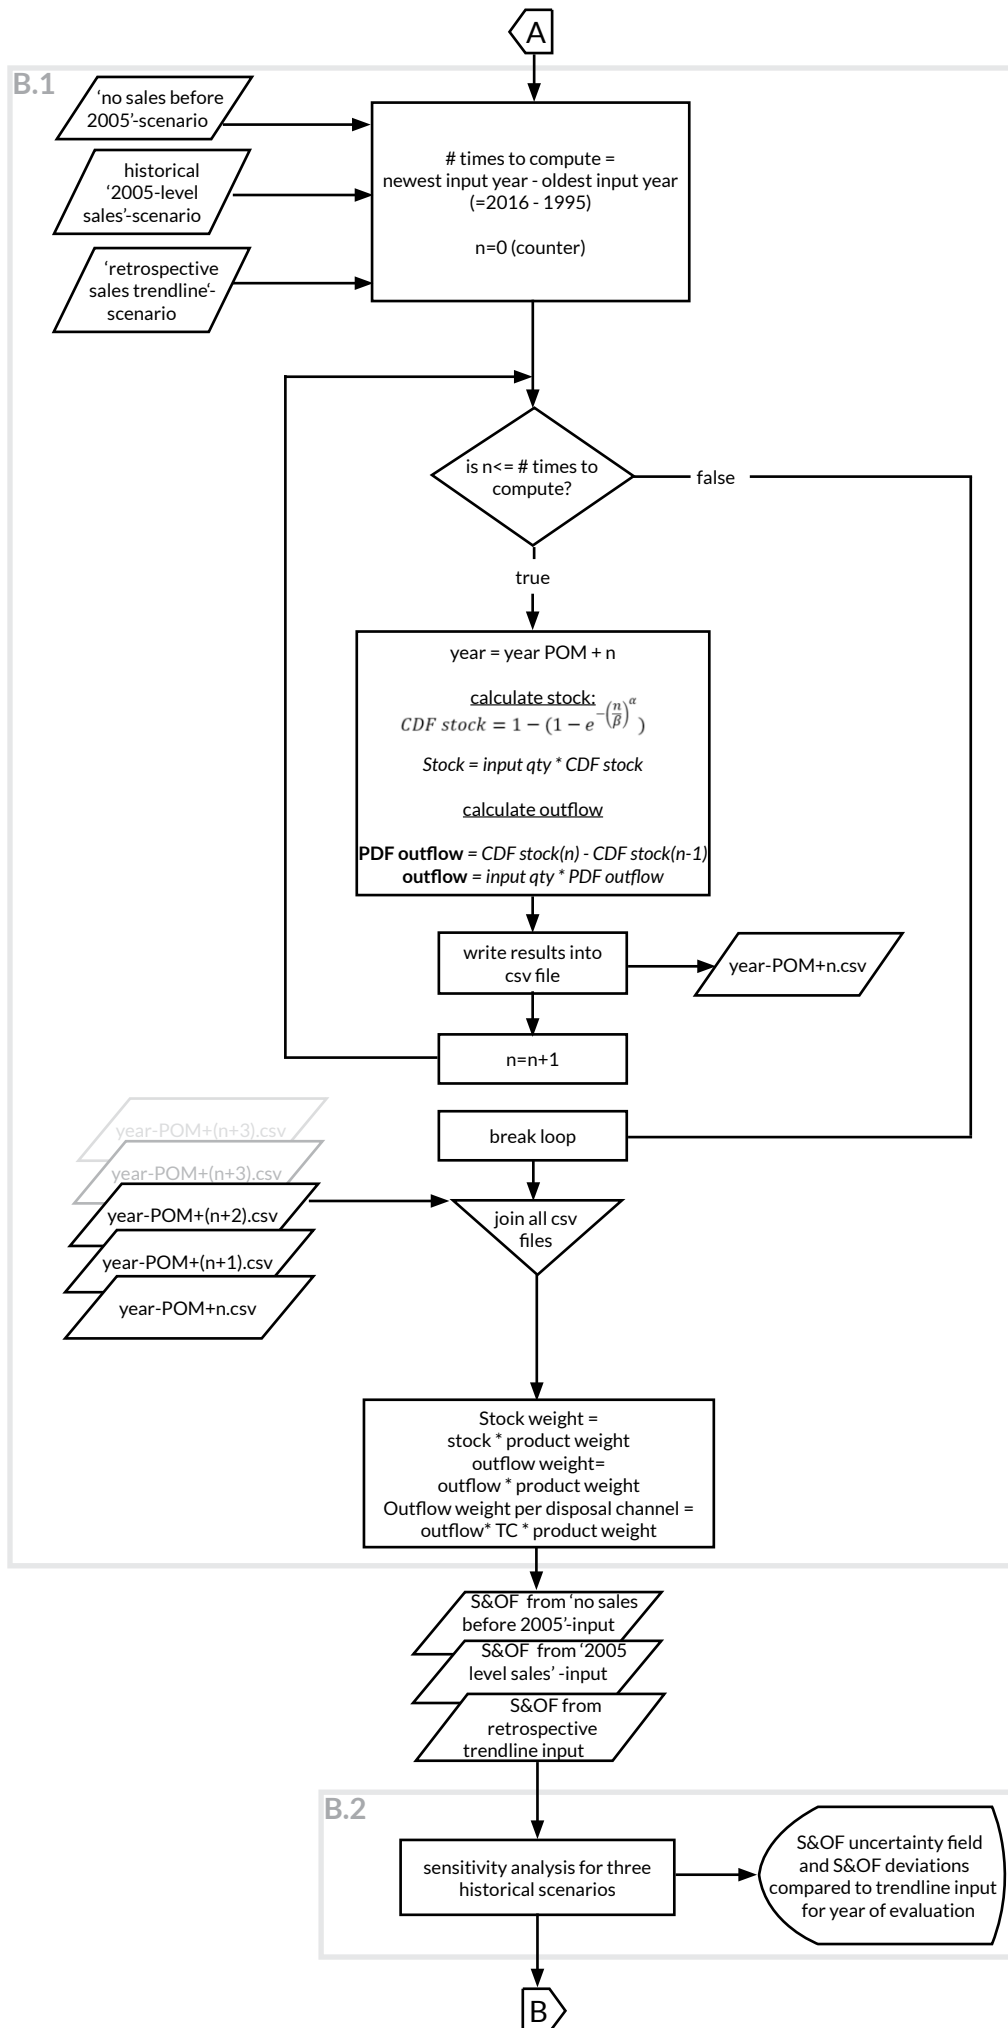 A
B.1
‘no sales before
2005’-scenario
historical
‘2005-level
sales’-scenario
‘retrospective
sales trendline‘-
scenario
# times to compute =
newest input year - oldest input year
(=2016 - 1995)
n=0 (counter)
is n<= # times to
compute?
false
true
year = year POM + n
calculate stock:
CDF stock = 1 − (1 − e^−(n/β)^α)
Stock = input qty * CDF stock
calculate outflow
PDF outflow = CDF stock(n) - CDF stock(n-1)
outflow = input qty * PDF outflow
write results into
csv file
year-POM+n.csv
n=n+1
break loop
year-POM+(n+3).csv
year-POM+(n+3).csv
year-POM+(n+2).csv
year-POM+(n+1).csv
year-POM+n.csv
join all csv
files
Stock weight =
stock * product weight
outflow weight=
outflow * product weight
Outflow weight per disposal channel =
outflow* TC * product weight
S&OF from ‘no sales
before 2005’-input
S&OF from ‘2005
level sales’ -input
S&OF from
retrospective
trendline input
B.2
sensitivity analysis for three
historical scenarios
S&OF uncertainty field
and S&OF deviations
compared to trendline input
for year of evaluation
B